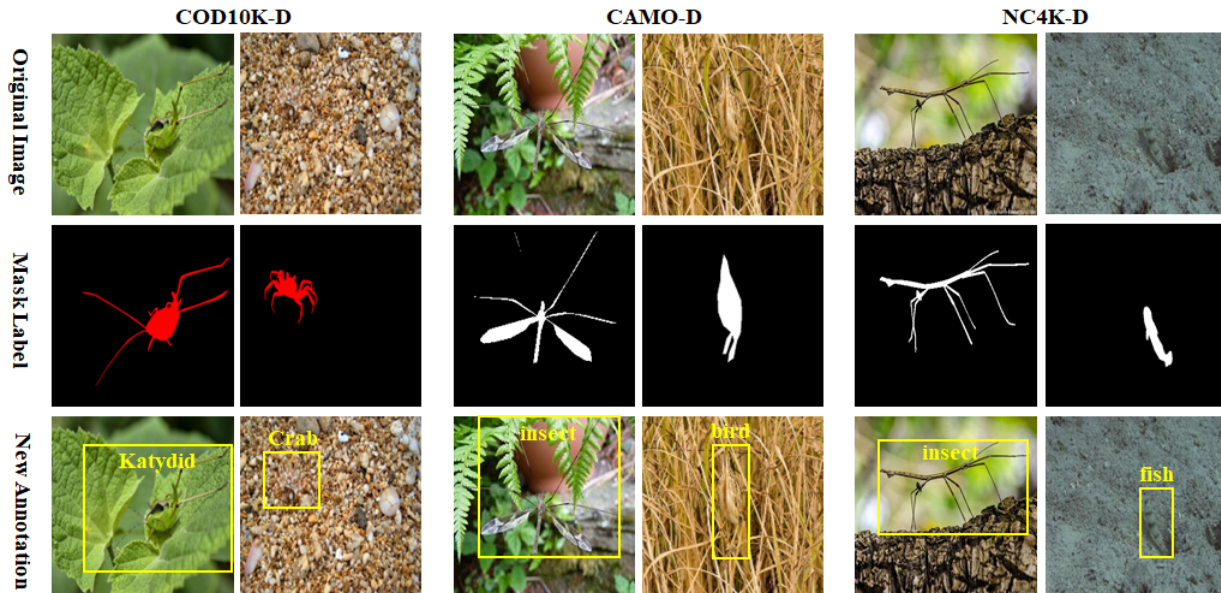 COD10K-D CAMO-D NC4K-D
Original Image
Mask Label
New Annotation
Katydid
Crab
insect
bird
insect
fish